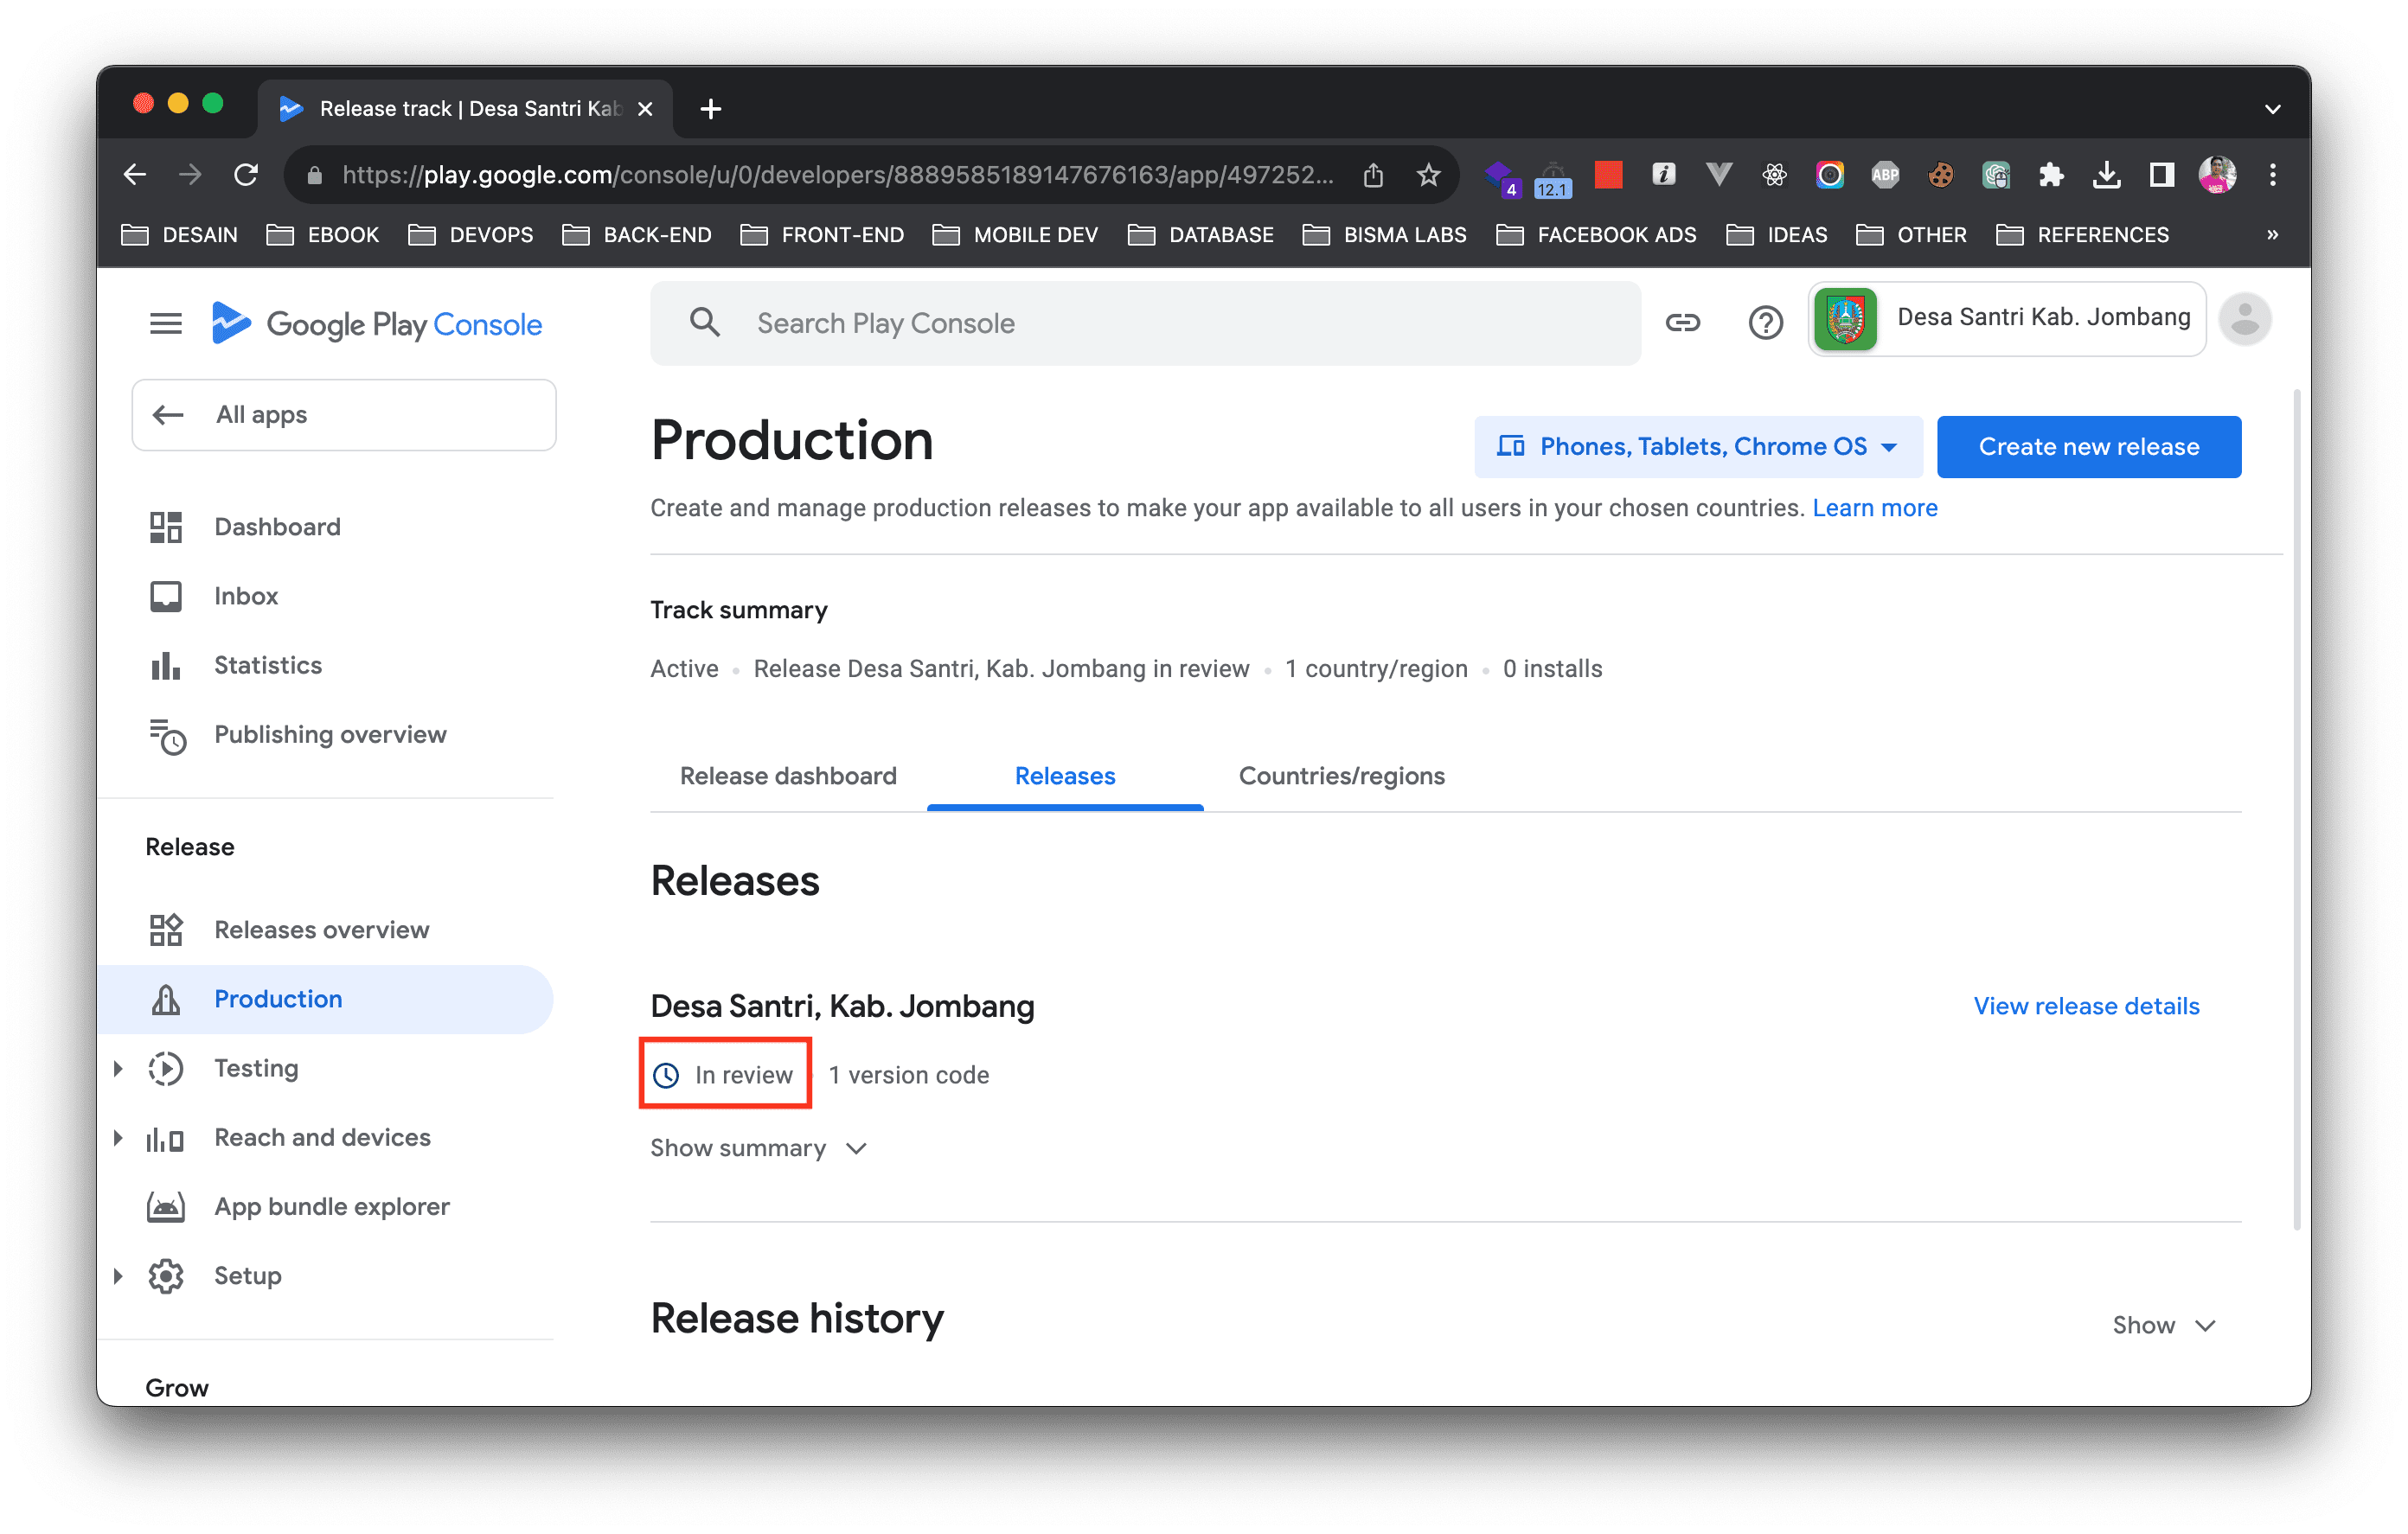 Release track | Desa Santri Kab
https://play.google.com/console/u/0/developers/8889585189147676163/app/497252...
4
12.1
i
ABP
DESAIN
EBOOK
DEVOPS
BACK-END
FRONT-END
MOBILE DEV
DATABASE
BISMA LABS
FACEBOOK ADS
IDEAS
OTHER
REFERENCES
»
Google Play Console
Search Play Console
Desa Santri Kab. Jombang
All apps
Dashboard
Inbox
Statistics
Publishing overview
Release
Releases overview
Production
Testing
Reach and devices
App bundle explorer
Setup
Grow
Production
Phones, Tablets, Chrome OS
Create new release
Create and manage production releases to make your app available to all users in your chosen countries. Learn more
Track summary
Active • Release Desa Santri, Kab. Jombang in review • 1 country/region • 0 installs
Release dashboard
Releases
Countries/regions
Releases
Desa Santri, Kab. Jombang
View release details
In review
1 version code
Show summary
Release history
Show